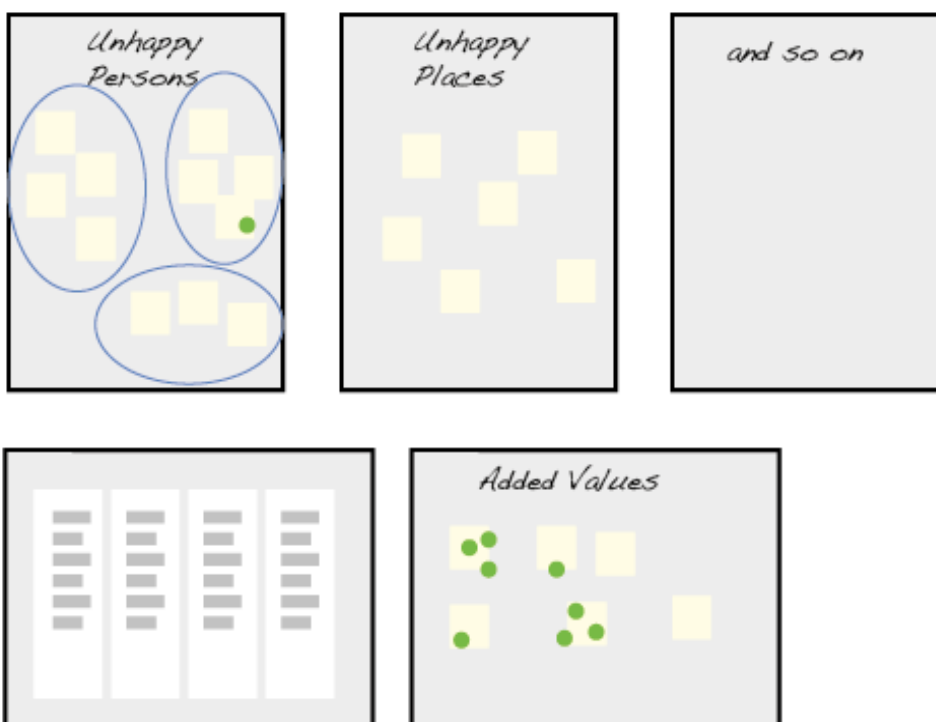 Unhappy
Persons
Unhappy
Places
and so on
Added Values